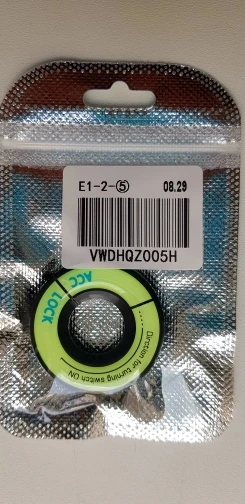 E1-2-⑤ 08.29
VWDHQZ005H
ACC
LOCK
Direction for turning switch ON